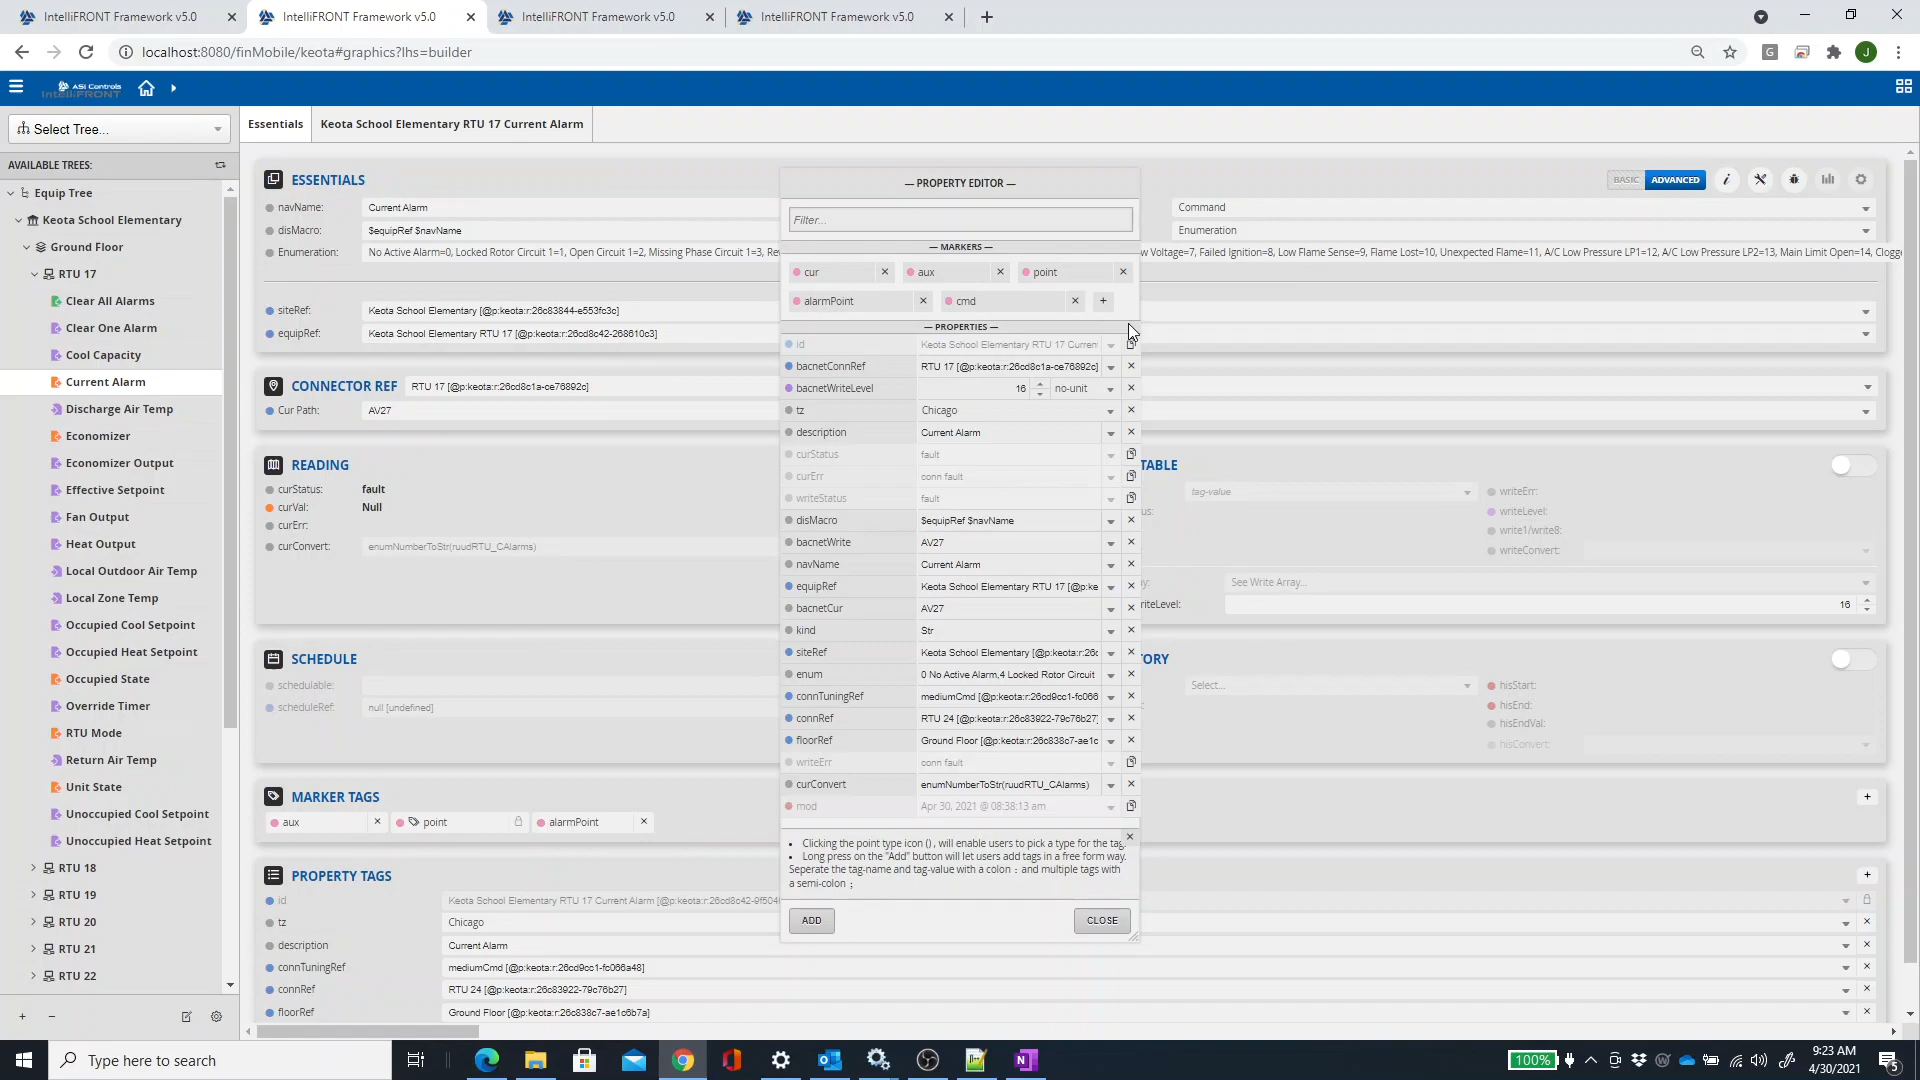 IntelliFRONT Framework v5.0
IntelliFRONT Framework v5.0
IntelliFRONT Framework v5.0
IntelliFRONT Framework v5.0
localhost:8080/finMobile/keota#graphics?lhs=builder
G
J
ASI Controls
IntelliFRONT
Select Tree...
Essentials
Keota School Elementary RTU 17 Current Alarm
AVAILABLE TREES:
Equip Tree
Keota School Elementary
Ground Floor
RTU 17
Clear All Alarms
Clear One Alarm
Cool Capacity
Current Alarm
Discharge Air Temp
Economizer
Economizer Output
Effective Setpoint
Fan Output
Heat Output
Local Outdoor Air Temp
Local Zone Temp
Occupied Cool Setpoint
Occupied Heat Setpoint
Occupied State
Override Timer
RTU Mode
Return Air Temp
Unit State
Unoccupied Cool Setpoint
Unoccupied Heat Setpoint
RTU 18
RTU 19
RTU 20
RTU 21
RTU 22
ESSENTIALS
BASIC
ADVANCED
navName:
Current Alarm
Command
disMacro:
$equipRef $navName
Enumeration
Enumeration:
No Active Alarm=0, Locked Rotor Circuit 1=1, Open Circuit 1=2, Missing Phase Circuit 1=3, Rev
w Voltage=7, Failed Ignition=8, Low Flame Sense=9, Flame Lost=10, Unexpected Flame=11, A/C Low Pressure LP1=12, A/C Low Pressure LP2=13, Main Limit Open=14, Clogge
siteRef:
Keota School Elementary [@p:keota:r:26c83844-e553fc3c]
equipRef:
Keota School Elementary RTU 17 [@p:keota:r:26cd8c42-268610c3]
CONNECTOR REF
RTU 17 [@p:keota:r:26cd8c1a-ce76892c]
Cur Path:
AV27
READING
curStatus:
fault
curVal:
Null
curErr:
curConvert:
enumNumberToStr(ruudRTU_CAlarms)
TABLE
tag-value
us:
writeErr:
writeLevel:
write1/write8:
writeConvert:
y:
See Write Array...
riteLevel:
16
SCHEDULE
schedulable:
scheduleRef:
null [undefined]
TORY
Select...
hisStart:
hisEnd:
hisEndVal:
hisConvert:
MARKER TAGS
aux
point
alarmPoint
PROPERTY TAGS
id
Keota School Elementary RTU 17 Current Alarm [@p:keota:r:26cd8c42-9f504
tz
Chicago
description
Current Alarm
connTuningRef
mediumCmd [@p:keota:r:26cd9cc1-fc066a48]
connRef
RTU 24 [@p:keota:r:26c83922-79c76b27]
floorRef
Ground Floor [@p:keota:r:26c838c7-ae1c6b7a]
— PROPERTY EDITOR —
Filter...
— MARKERS —
cur
aux
point
alarmPoint
cmd
— PROPERTIES —
id
Keota School Elementary RTU 17 Curren
bacnetConnRef
RTU 17 [@p:keota:r:26cd8c1a-ce76892c]
bacnetWriteLevel
16
no-unit
tz
Chicago
description
Current Alarm
curStatus
fault
curErr
conn fault
writeStatus
fault
disMacro
$equipRef $navName
bacnetWrite
AV27
navName
Current Alarm
equipRef
Keota School Elementary RTU 17 [@p:ke
bacnetCur
AV27
kind
Str
siteRef
Keota School Elementary [@p:keota:r:26c
enum
0 No Active Alarm,4 Locked Rotor Circuit
connTuningRef
mediumCmd [@p:keota:r:26cd9cc1-fc066
connRef
RTU 24 [@p:keota:r:26c83922-79c76b27]
floorRef
Ground Floor [@p:keota:r:26c838c7-ae1c
writeErr
conn fault
curConvert
enumNumberToStr(ruudRTU_CAlarms)
mod
Apr 30, 2021 @ 08:38:13 am
• Clicking the point type icon (), will enable users to pick a type for the tag.
• Long press on the "Add" button will let users add tags in a free form way.
Seperate the tag-name and tag-value with a colon : and multiple tags with
a semi-colon ;
ADD
CLOSE
Type here to search
100%
9:23 AM
4/30/2021
5